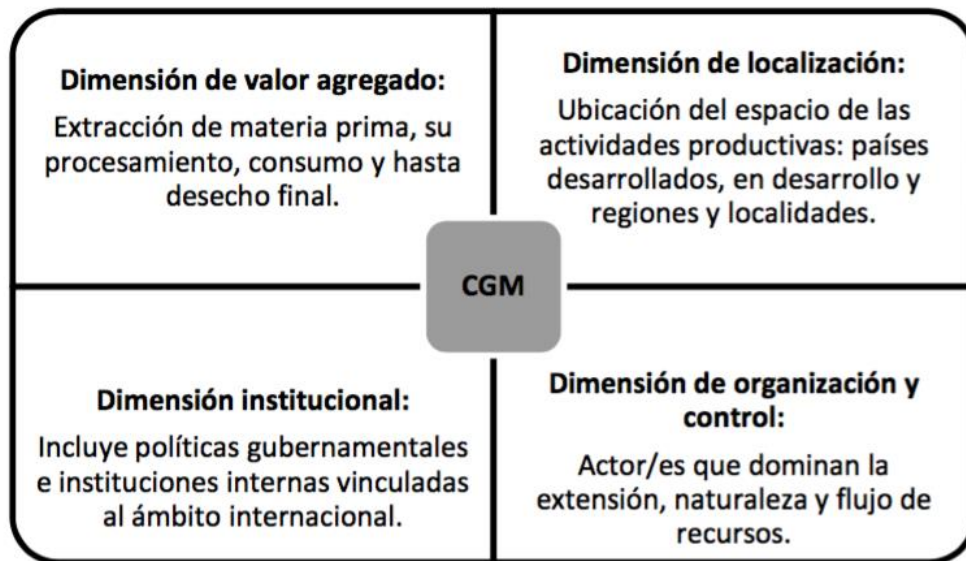 Dimensión de valor agregado:
Extracción de materia prima, su
procesamiento, consumo y hasta
desecho final.
Dimensión de localización:
Ubicación del espacio de las
actividades productivas: países
desarrollados, en desarrollo y
regiones y localidades.
CGM
Dimensión institucional:
Incluye políticas gubernamentales
e instituciones internas vinculadas
al ámbito internacional.
Dimensión de organización y
control:
Actor/es que dominan la
extensión, naturaleza y flujo de
recursos.